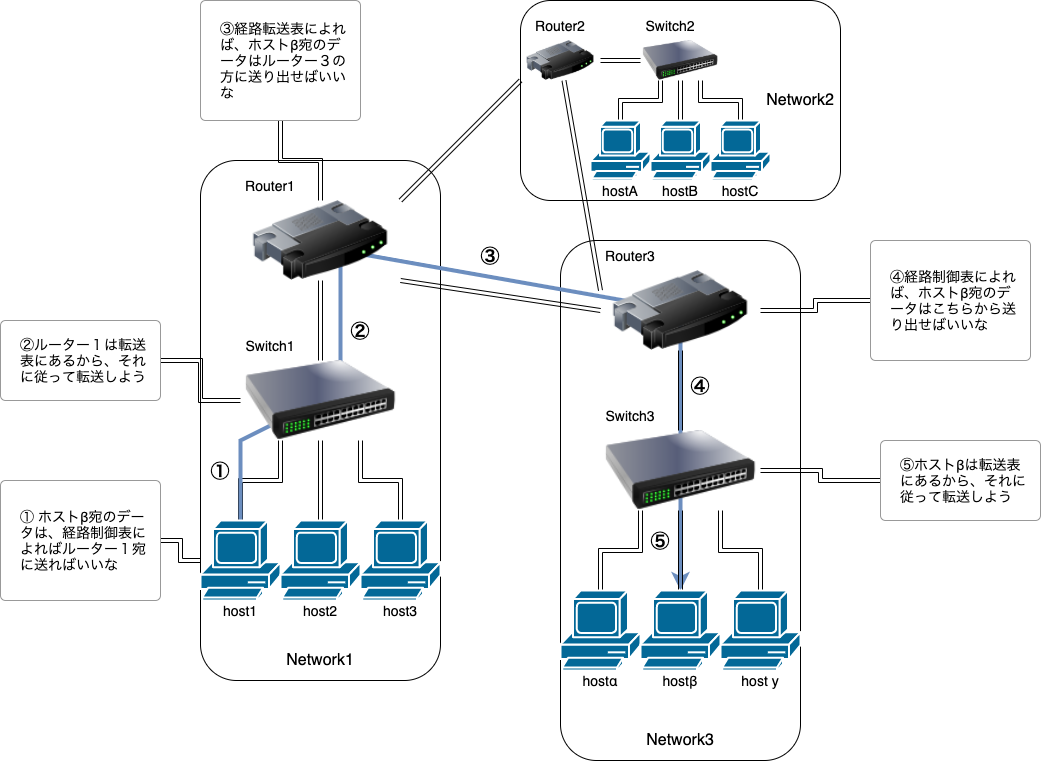 ③経路転送表によれ
ば、ホストβ宛のデ
ータはルーター３の
方に送り出せばいい
な
Router2
Switch2
Network2
hostA
hostB
hostC
Router1
③
Router3
④経路制御表によれ
ば、ホストβ宛のデ
ータはこちらから送
り出せばいいな
②
②ルーター１は転送
表にあるから、それ
に従って転送しよう
Switch1
④
Switch3
①
⑤ホストβは転送表
にあるから、それに
従って転送しよう
① ホストβ宛のデー
タは、経路制御表に
よればルーター１宛
に送ればいいな
⑤
host1
host2
host3
Network1
hostα
hostβ
host y
Network3